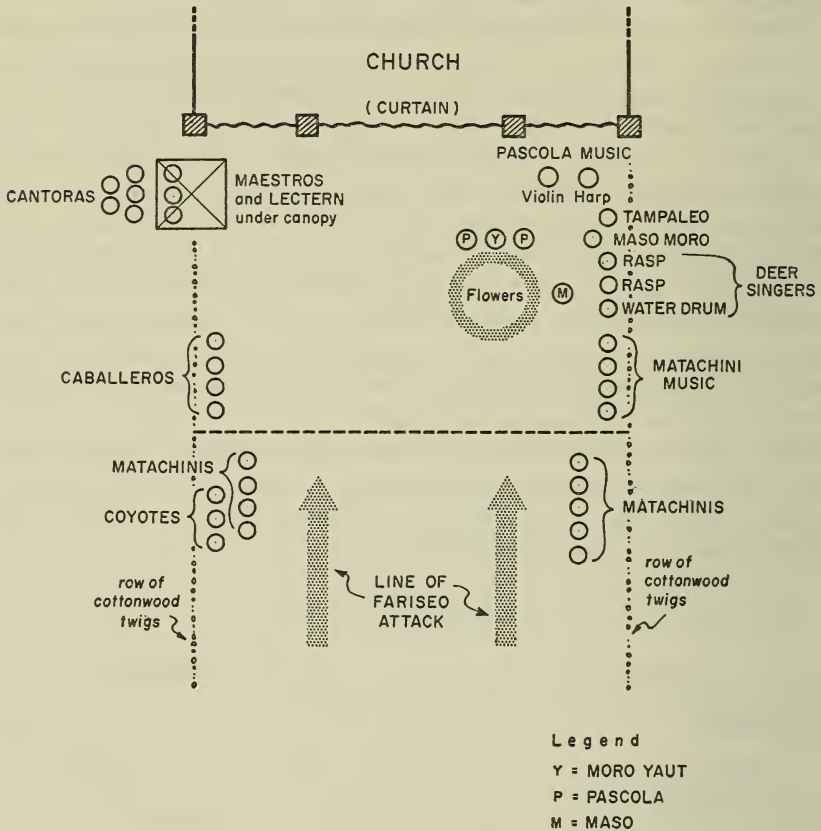 CHURCH
(CURTAIN)
PASCOLA MUSIC
Violin Harp
CANTORAS
MAESTROS
and LECTERN
under canopy
TAMPALEO
MASO MORO
RASP
RASP
WATER DRUM
DEER
SINGERS
P Y P
Flowers
M
CABALLEROS
MATACHINI
MUSIC
MATACHINIS
COYOTES
MATACHINIS
row of
cottonwood
twigs
LINE OF
FARISEO
ATTACK
row of
cottonwood
twigs
Legend
Y = MORO YAUT
P = PASCOLA
M = MASO